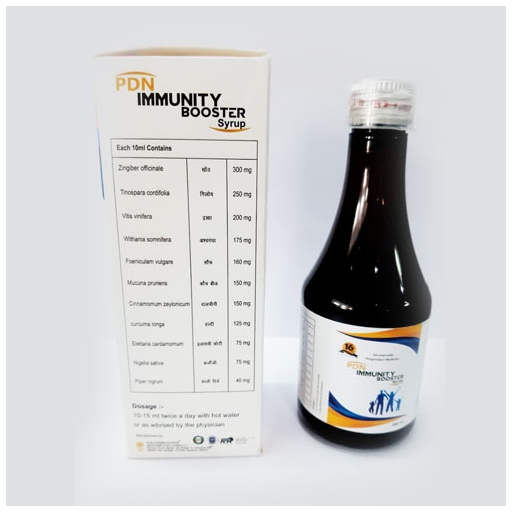 PDN
IMMUNITY
BOOSTER
Syrup
Each 10ml Contains
Zingiber officinale सोंठ 300 mg
Tinospara cordifolia गिलोय 250 mg
Vitis vinifera द्राक्षा 200 mg
Withania somnifera अश्वगंधा 175 mg
Foeniculam vulgare सौंफ 160 mg
Mucuna pruriens कौंच बीज 150 mg
Cinnamomum zeylonicum दालचीनी 150 mg
curcuma longa हल्दी 125 mg
Elettaria cardamomum इलायची छोटी 75 mg
Nigella sativa कलौंजी 75 mg
Piper nigrum काली मिर्च 40 mg
Dosage :-
10-15 ml twice a day with hot water
or as advised by the physician
PDN
IMMUNITY
BOOSTER